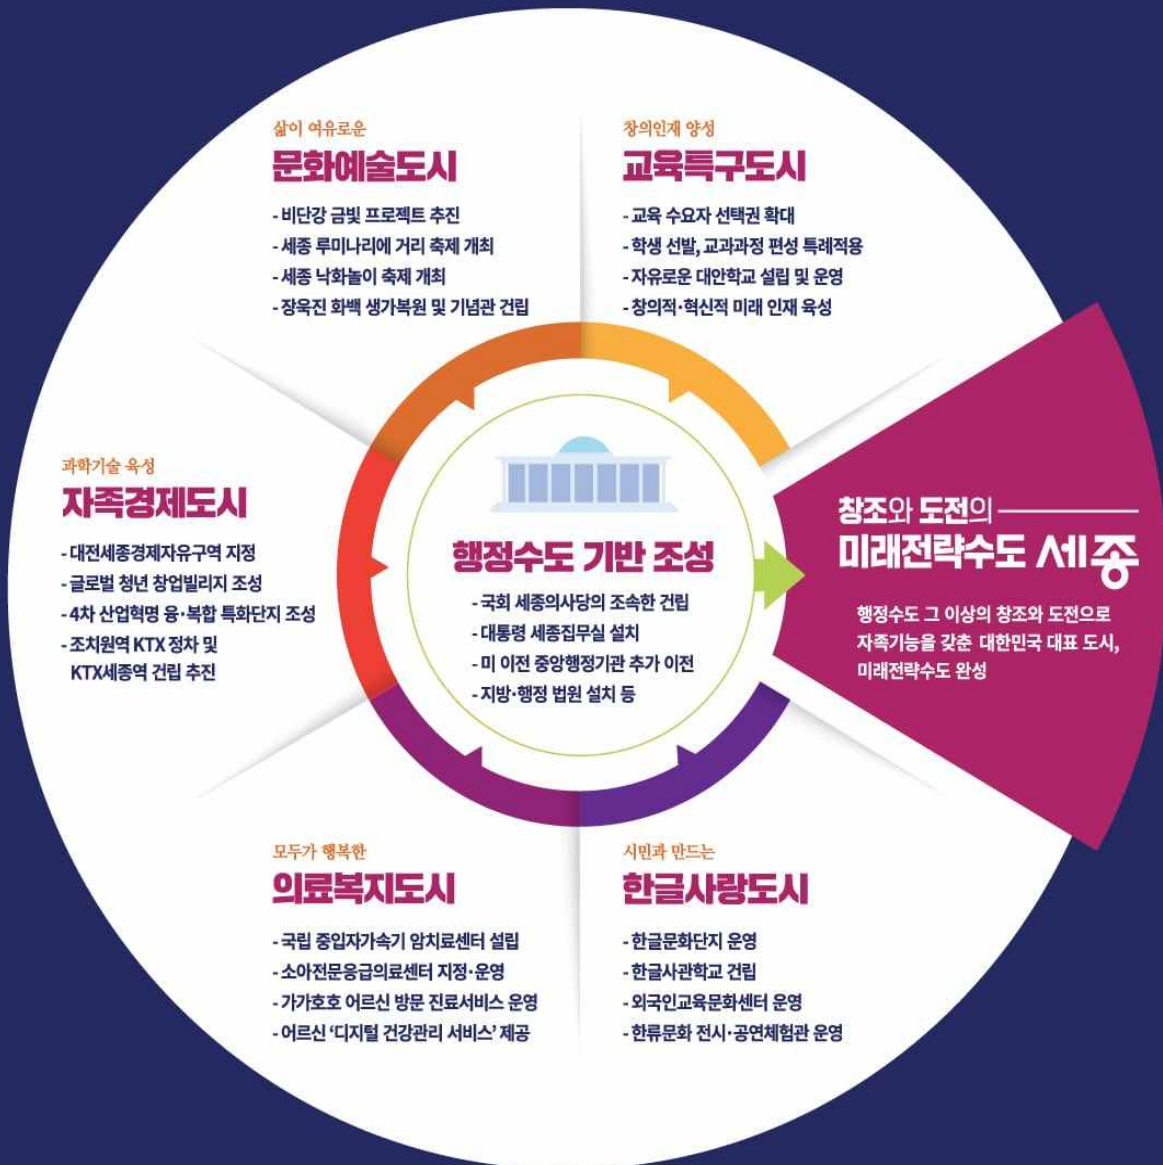 삶이 여유로운
문화예술도시
- 비단강 금빛 프로젝트 추진
- 세종 루미나리에 거리 축제 개최
- 세종 낙화놀이 축제 개최
- 장욱진 화백 생가복원 및 기념관 건립
창의인재 양성
교육특구도시
- 교육 수요자 선택권 확대
- 학생 선발, 교과과정 편성 특례적용
- 자유로운 대안학교 설립 및 운영
- 창의적·혁신적 미래 인재 육성
과학기술 육성
자족경제도시
- 대전세종경제자유구역 지정
- 글로벌 청년 창업빌리지 조성
- 4차 산업혁명 융·복합 특화단지 조성
- 조치원역 KTX 정차 및
KTX세종역 건립 추진
행정수도 기반 조성
- 국회 세종의사당의 조속한 건립
- 대통령 세종집무실 설치
- 미 이전 중앙행정기관 추가 이전
- 지방·행정 법원 설치 등
창조와 도전의
미래전략수도 세종
행정수도 그 이상의 창조와 도전으로
자족기능을 갖춘 대한민국 대표 도시,
미래전략수도 완성
모두가 행복한
의료복지도시
- 국립 중입자가속기 암치료센터 설립
- 소아전문응급의료센터 지정·운영
- 가가호호 어르신 방문 진료서비스 운영
- 어르신 ‘디지털 건강관리 서비스’ 제공
시민과 만드는
한글사랑도시
- 한글문화단지 운영
- 한글사관학교 건립
- 외국인교육문화센터 운영
- 한류문화 전시·공연체험관 운영